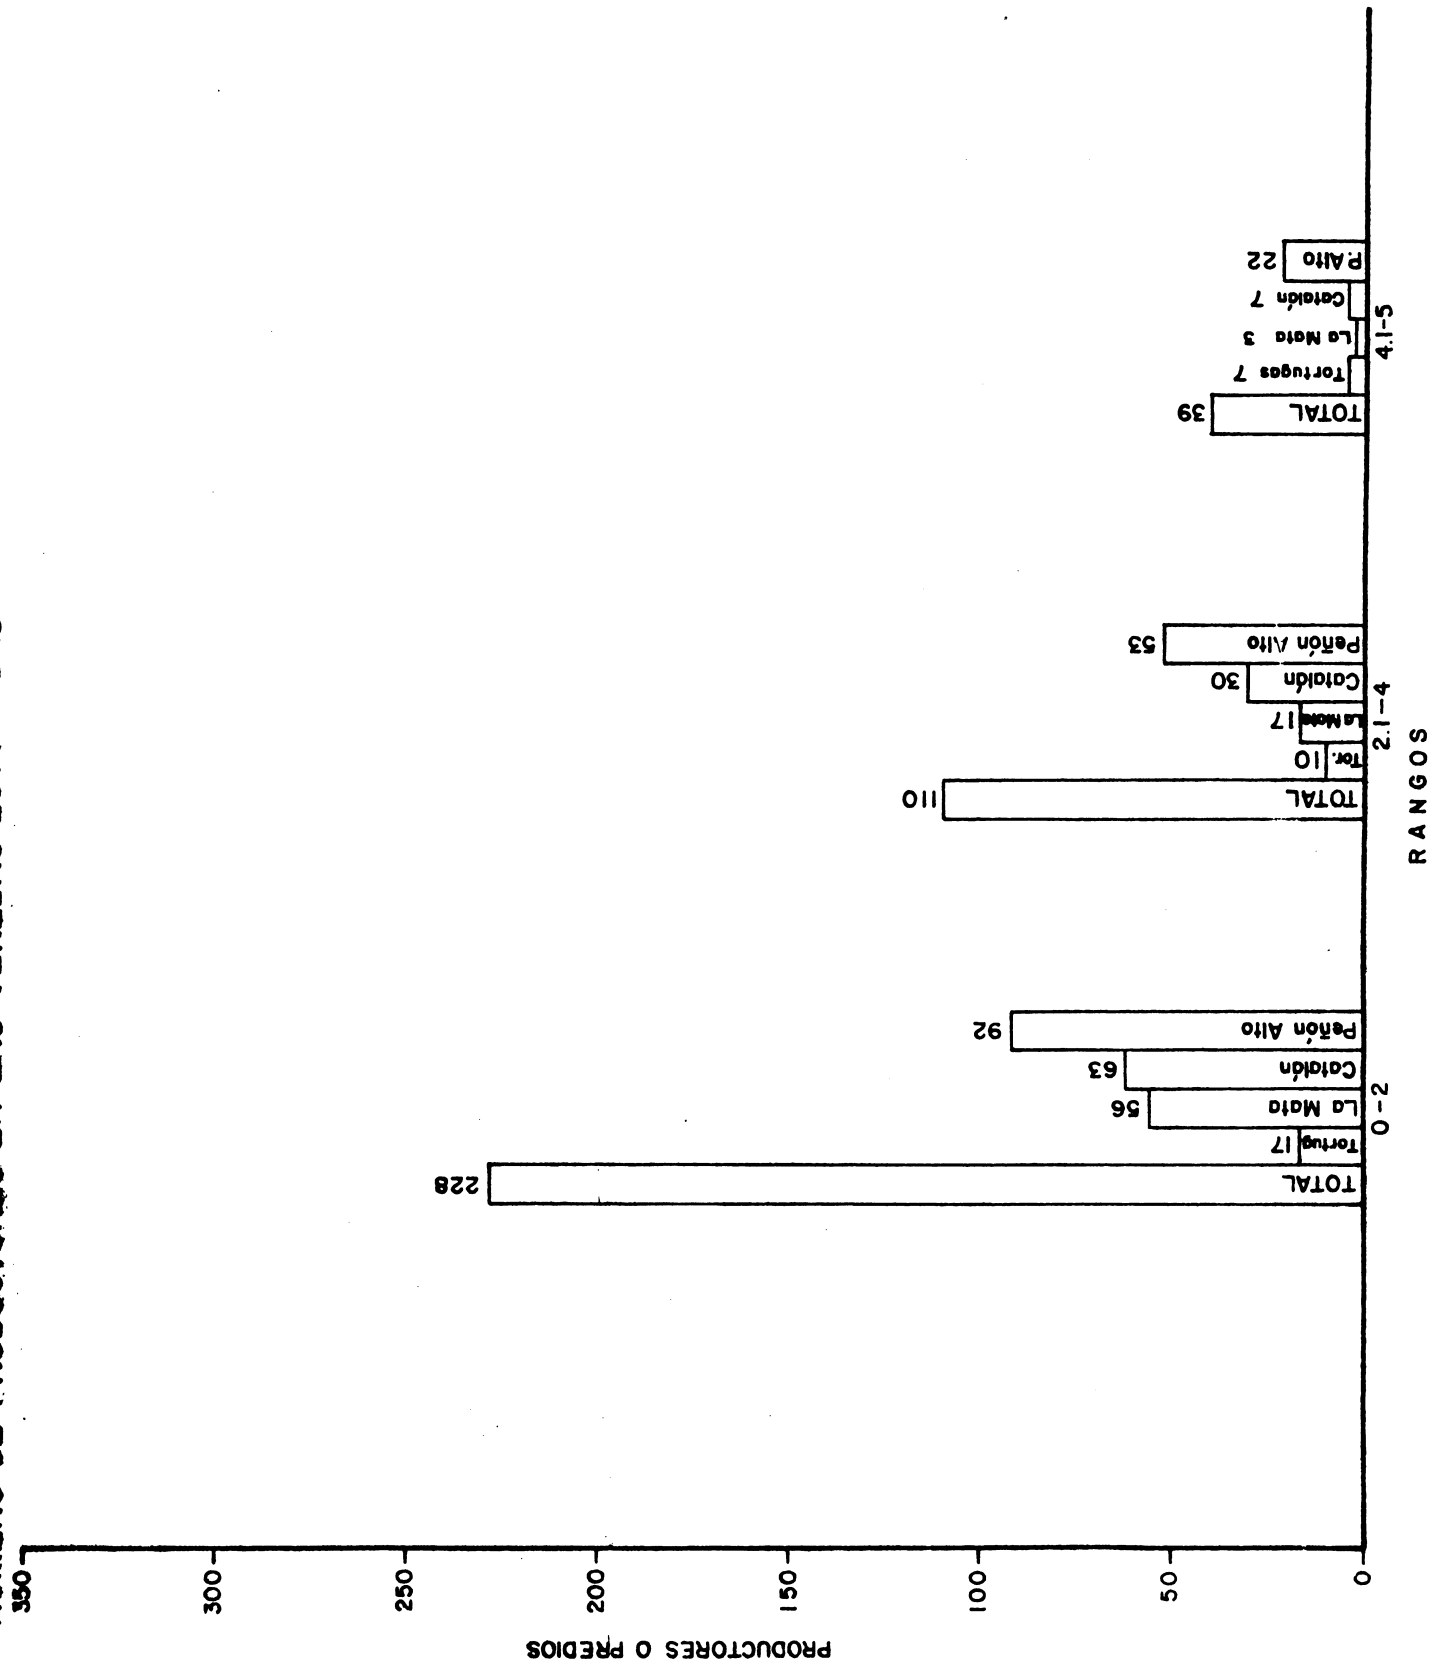 350
300
250
200
150
100
50
0
PRODUCTORES O PREDIOS
228
TOTAL
17
Tortug
56
La Mata
63
Catalán
92
Peñón Alto
0-2
110
TOTAL
10
Tor.
17
La Mata
30
Catalán
53
Peñón Alto
2.1-4
39
TOTAL
Tortugas 7
La Mata 3
Catalán 7
22
P. Alto
4.1-5
RANGOS